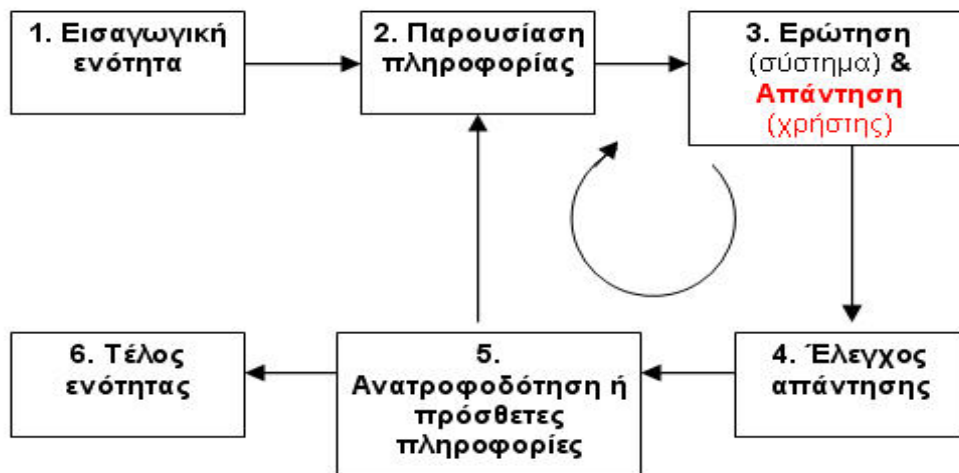 1. Εισαγωγική
ενότητα
2. Παρουσίαση
πληροφορίας
3. Ερώτηση
(σύστημα) &
Απάντηση
(χρήστης)
6. Τέλος
ενότητας
5.
Ανατροφοδότηση ή
πρόσθετες
πληροφορίες
4. Έλεγχος
απάντησης